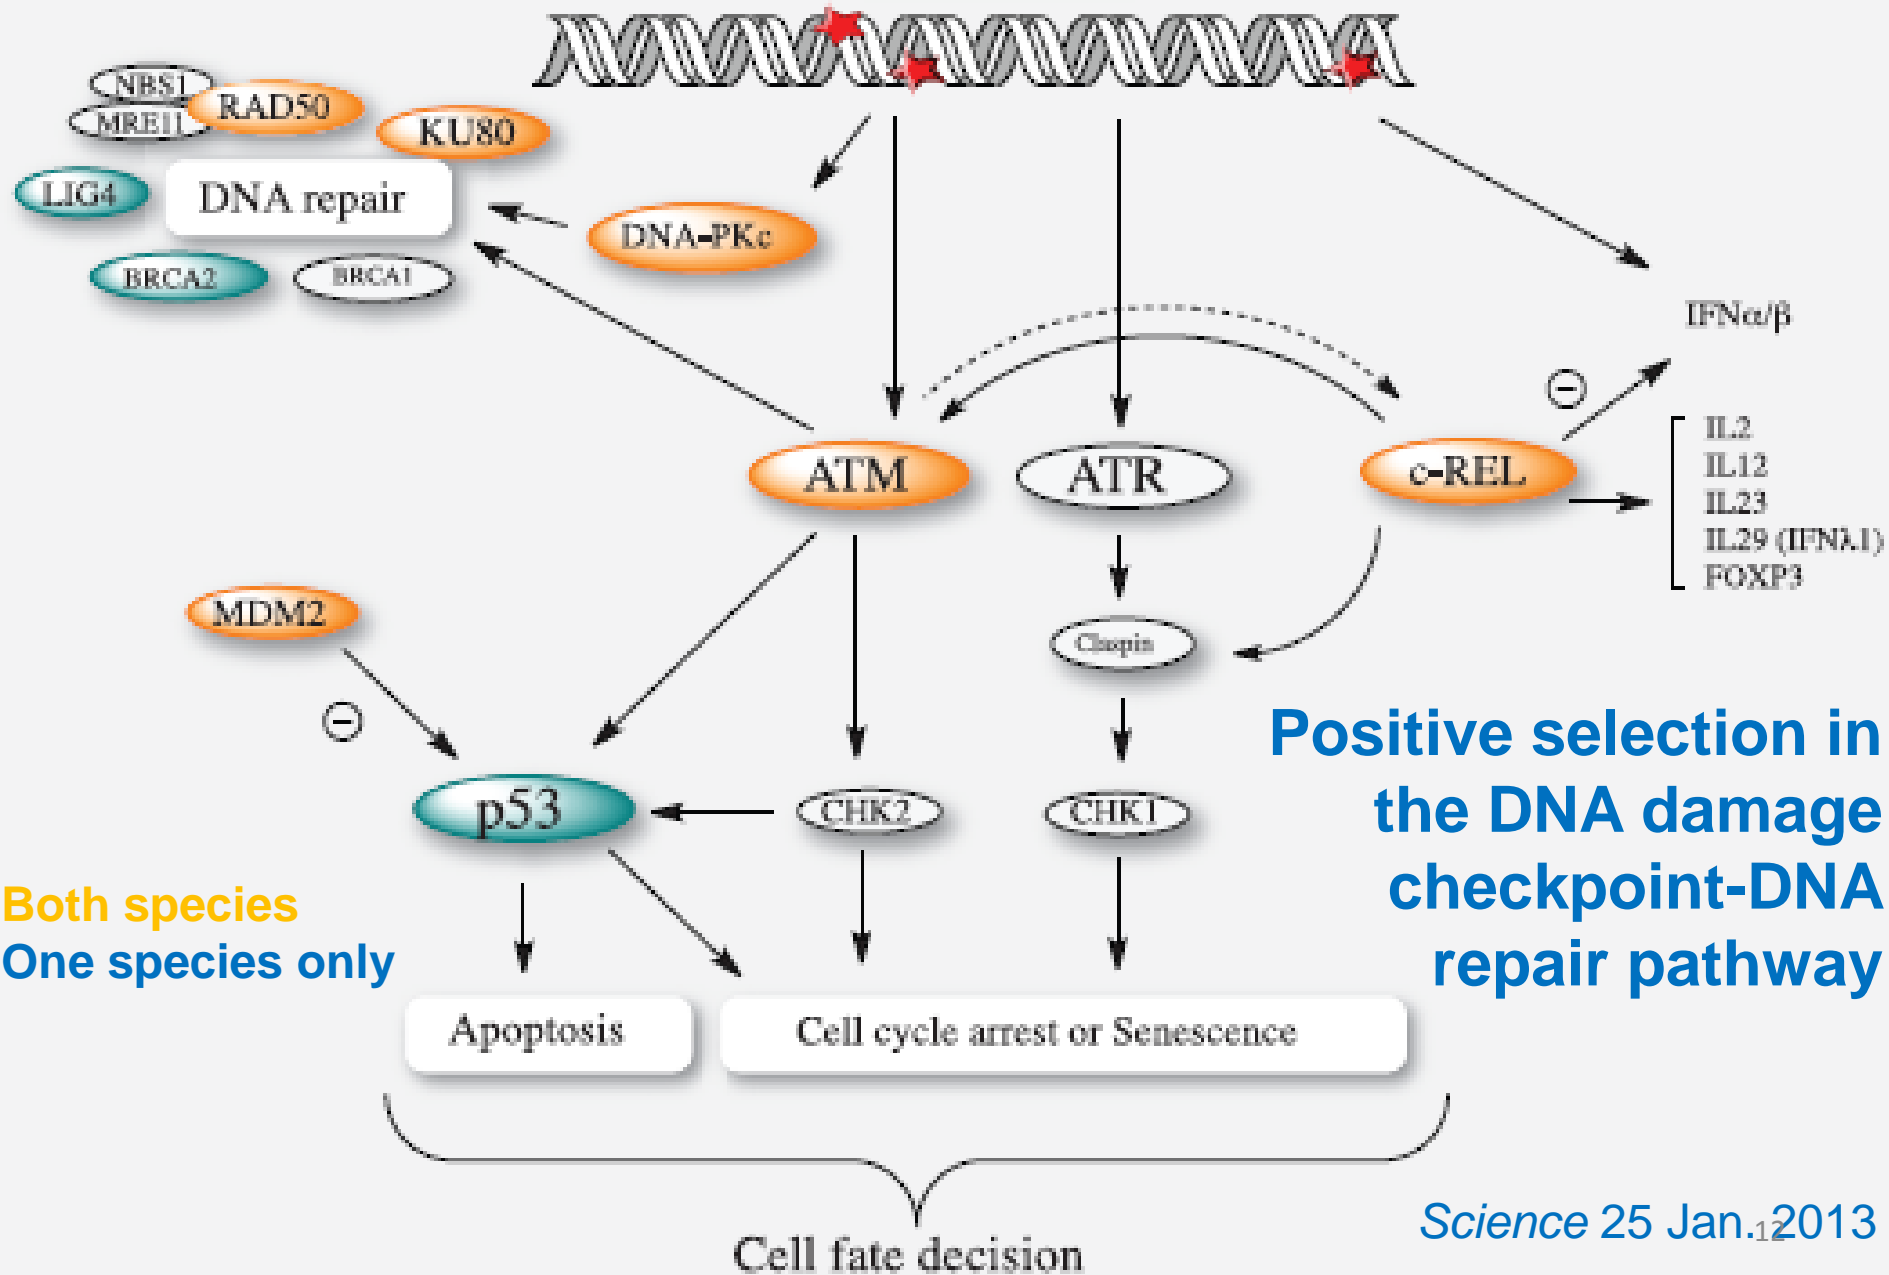 NBS1
RAD50
MRE11
KU80
LIG4
DNA repair
DNA-PKc
BRCA2
BRCA1
IFNα/β
ATM
ATR
c-REL
IL2
IL12
IL23
IL29 (IFNλ1)
FOXP3
MDM2
Claspin
p53
CHK2
CHK1
Positive selection in
the DNA damage
checkpoint-DNA
repair pathway
Both species
One species only
Apoptosis
Cell cycle arrest or Senescence
Cell fate decision
Science 25 Jan. 2013
12